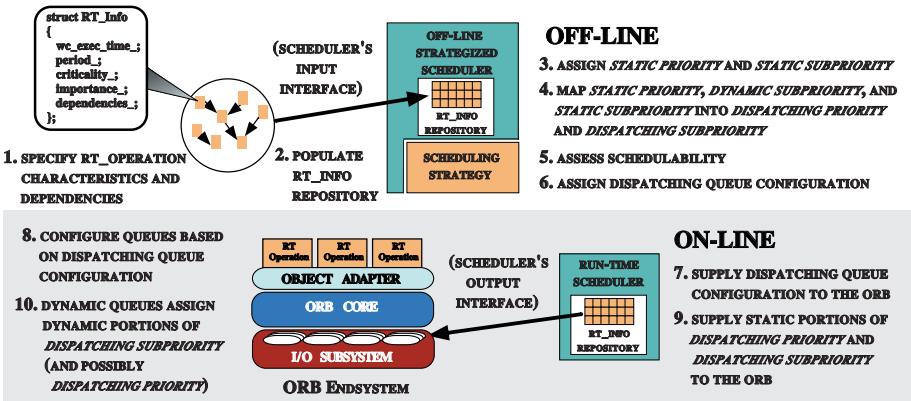 struct RT_Info
{
wc_exec_time_;
period_;
criticality_;
importance_;
dependencies_;
};
1. SPECIFY RT_OPERATION
CHARACTERISTICS AND
DEPENDENCIES
(SCHEDULER'S
INPUT
INTERFACE)
2. POPULATE
RT_INFO
REPOSITORY
OFF-LINE
STRATEGIZED
SCHEDULER
RT_INFO
REPOSITORY
SCHEDULING
STRATEGY
OFF-LINE
3. ASSIGN STATIC PRIORITY AND STATIC SUBPRIORITY
4. MAP STATIC PRIORITY, DYNAMIC SUBPRIORITY, AND
STATIC SUBPRIORITY INTO DISPATCHING PRIORITY
AND DISPATCHING SUBPRIORITY
5. ASSESS SCHEDULABILITY
6. ASSIGN DISPATCHING QUEUE CONFIGURATION
8. CONFIGURE QUEUES BASED
ON DISPATCHING QUEUE
CONFIGURATION
10. DYNAMIC QUEUES ASSIGN
DYNAMIC PORTIONS OF
DISPATCHING SUBPRIORITY
(AND POSSIBLY
DISPATCHING PRIORITY)
RT
Operation
RT
Operation
RT
Operation
OBJECT ADAPTER
ORB CORE
I/O SUBSYSTEM
ORB ENDSYSTEM
(SCHEDULER'S
OUTPUT
INTERFACE)
RUN-TIME
SCHEDULER
RT_INFO
REPOSITORY
ON-LINE
7. SUPPLY DISPATCHING QUEUE
CONFIGURATION TO THE ORB
9. SUPPLY STATIC PORTIONS OF
DISPATCHING PRIORITY AND
DISPATCHING SUBPRIORITY
TO THE ORB